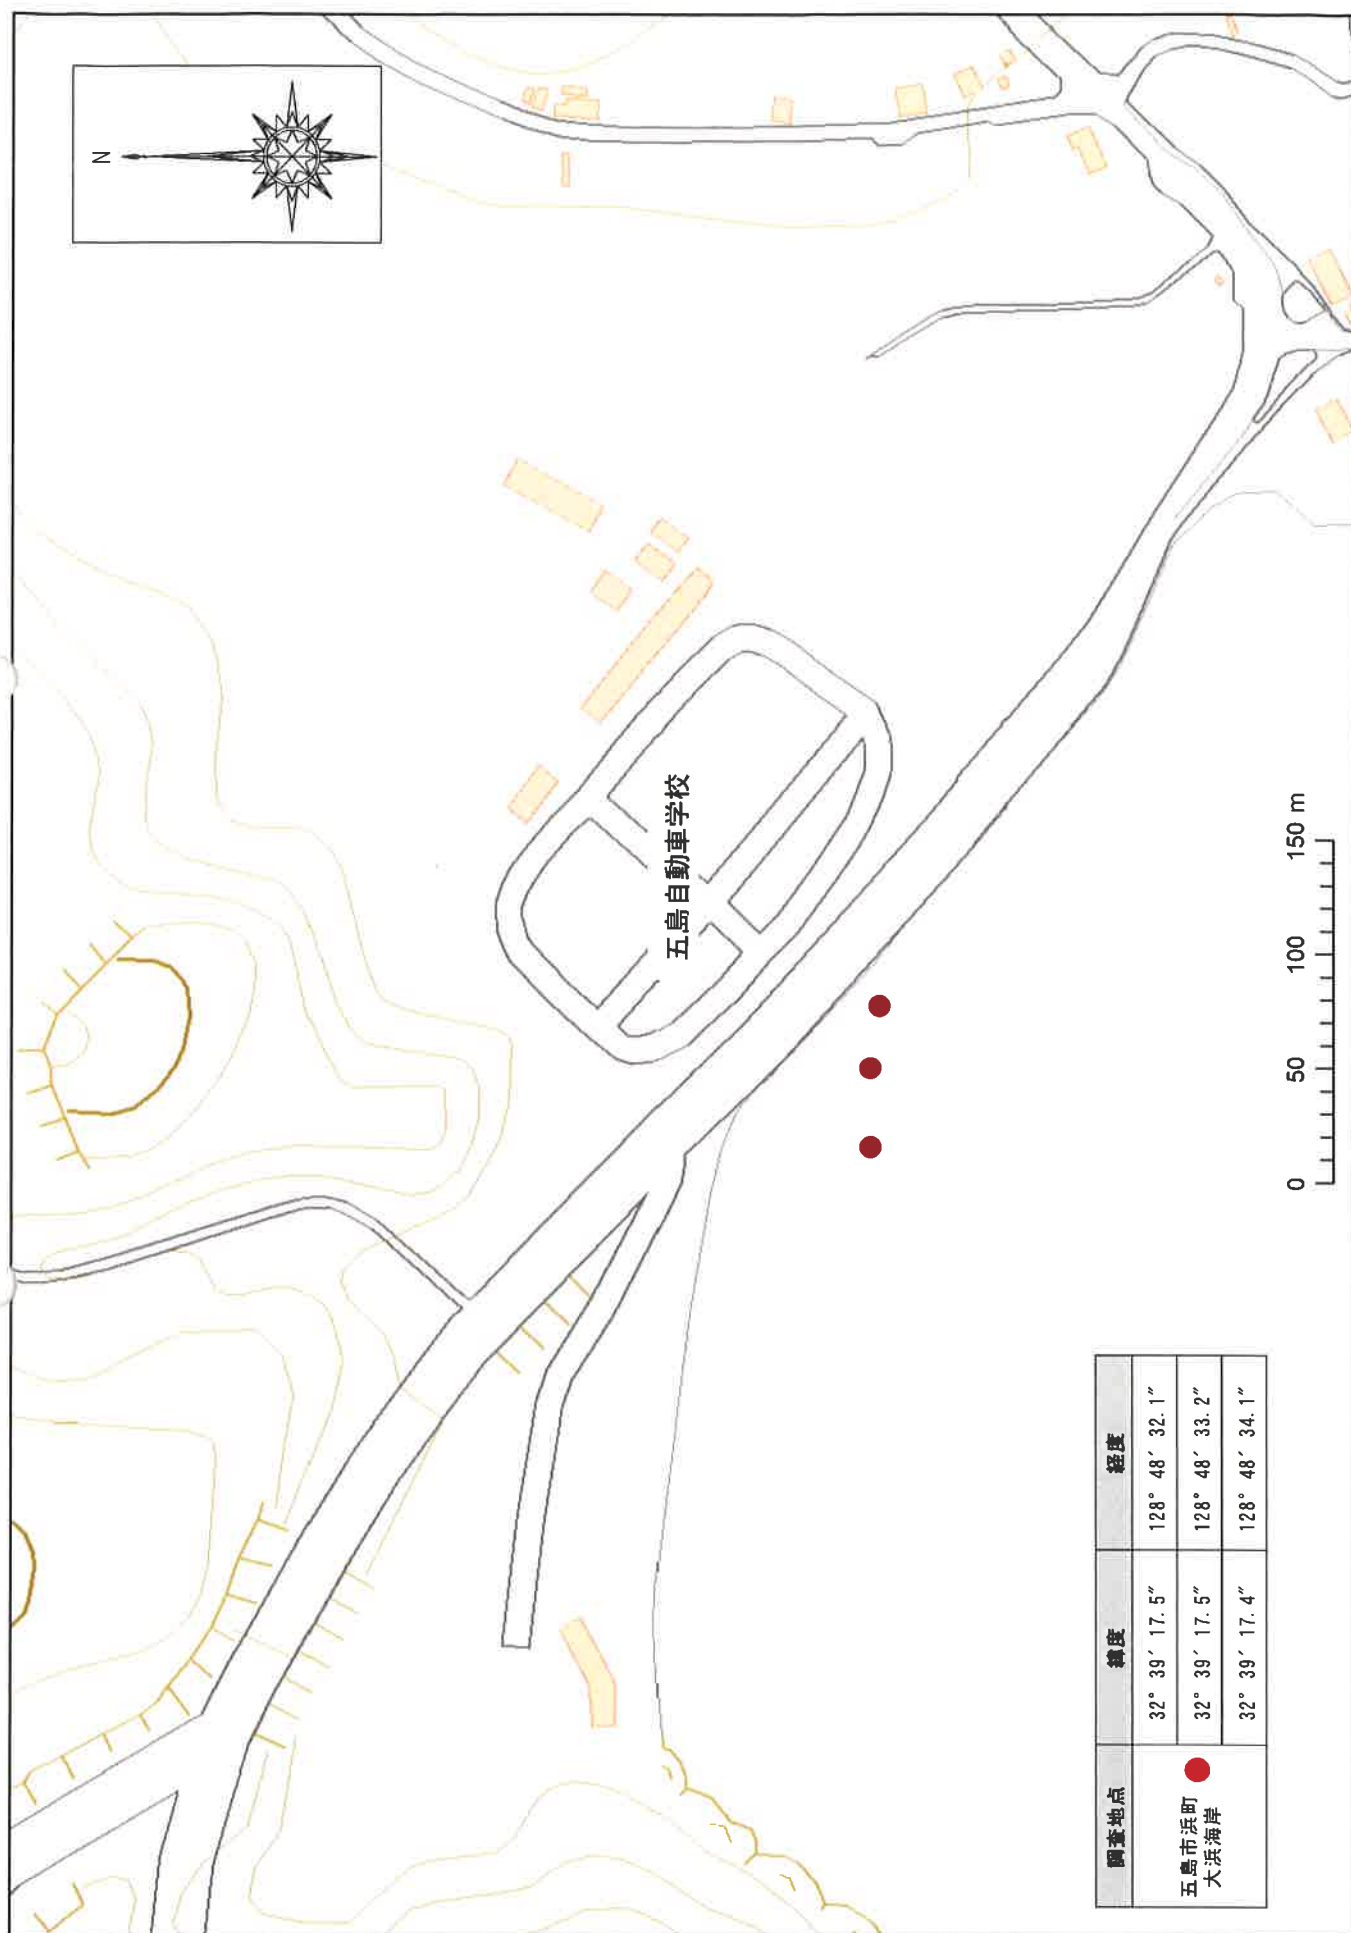 N
五島自動車学校
0 50 100 150 m
調査地点 緯度 経度
五島市浜町
大浜海岸
32° 39′ 17.5″ 128° 48′ 32.1″
32° 39′ 17.5″ 128° 48′ 33.2″
32° 39′ 17.4″ 128° 48′ 34.1″